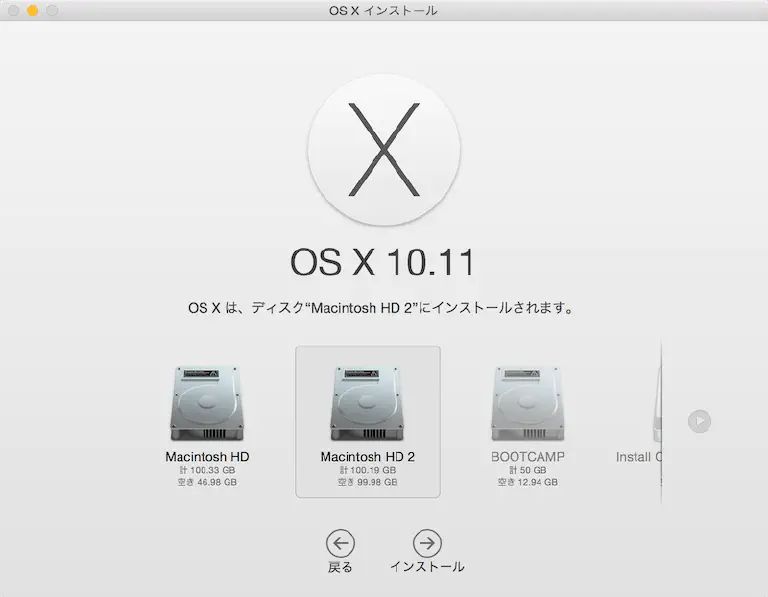 OS X インストール
OS X 10.11
OS X は、ディスク“Macintosh HD 2”にインストールされます。
Macintosh HD
計 100.33 GB
空き 46.98 GB
Macintosh HD 2
計 100.19 GB
空き 99.98 GB
BOOTCAMP
計 50 GB
空き 12.94 GB
Install
戻る
インストール